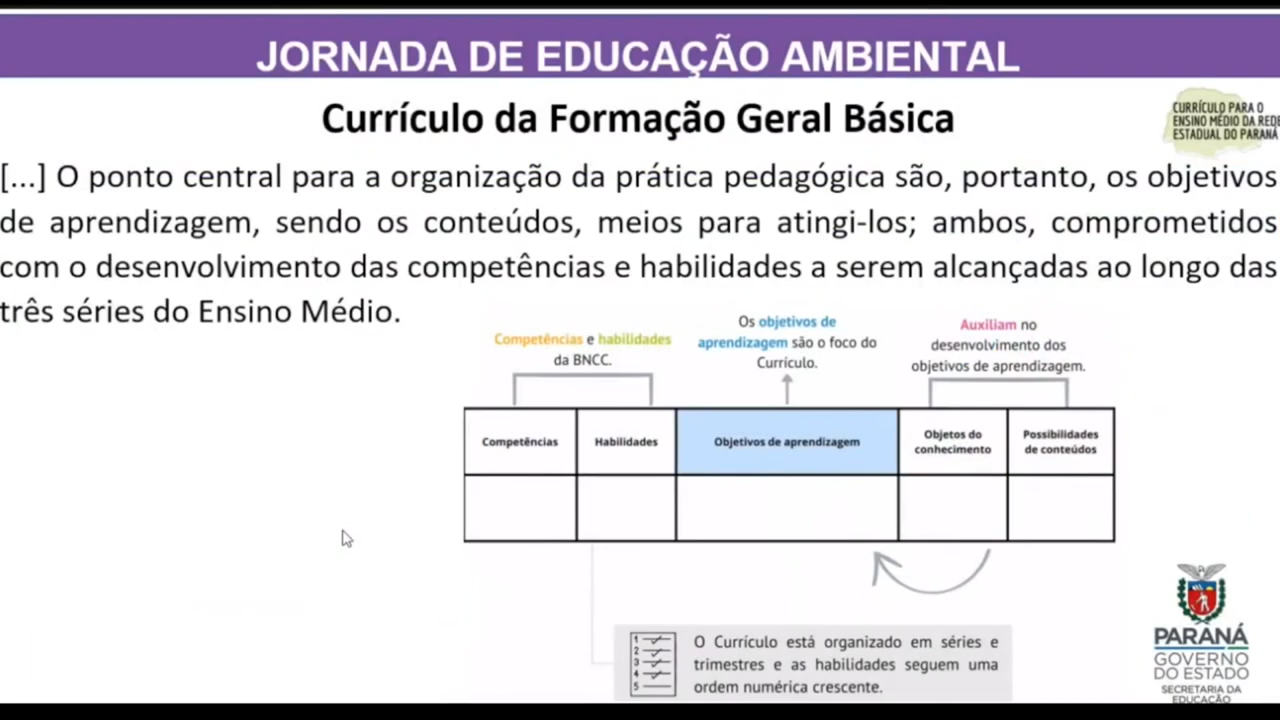 JORNADA DE EDUCAÇÃO AMBIENTAL
Currículo da Formação Geral Básica
CURRÍCULO PARA O
ENSINO MÉDIO DA REDE
ESTADUAL DO PARANÁ
[...] O ponto central para a organização da prática pedagógica são, portanto, os objetivos
de aprendizagem, sendo os conteúdos, meios para atingi-los; ambos, comprometidos
com o desenvolvimento das competências e habilidades a serem alcançadas ao longo das
três séries do Ensino Médio.
Competências e habilidades
da BNCC.
Os objetivos de
aprendizagem são o foco do
Currículo.
Auxiliam no
desenvolvimento dos
objetivos de aprendizagem.
Competências
Habilidades
Objetivos de aprendizagem
Objetos do
conhecimento
Possibilidades
de conteúdos
1
2
3
4
5
O Currículo está organizado em séries e
trimestres e as habilidades seguem uma
ordem numérica crescente.
PARANÁ
GOVERNO
DO ESTADO
SECRETARIA DA
EDUCAÇÃO